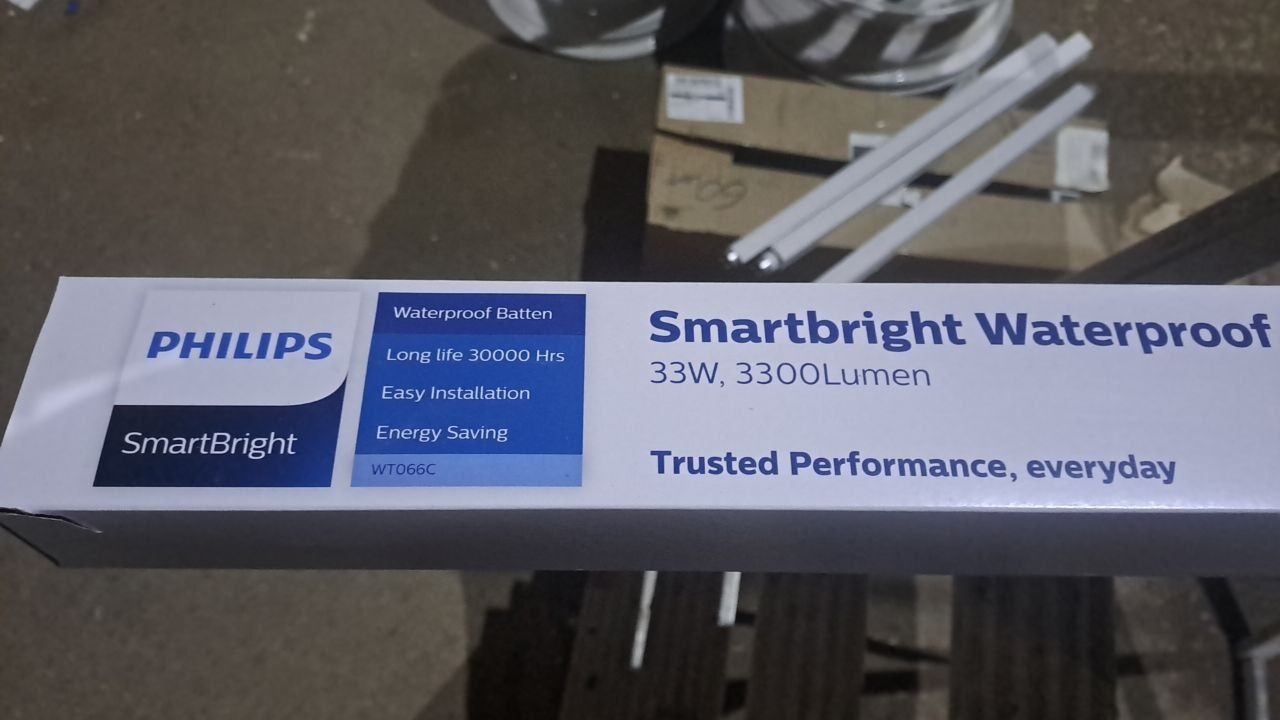 PHILIPS
SmartBright
Waterproof Batten
Long life 30000 Hrs
Easy Installation
Energy Saving
WT066C
Smartbright Waterproof
33W, 3300Lumen
Trusted Performance, everyday